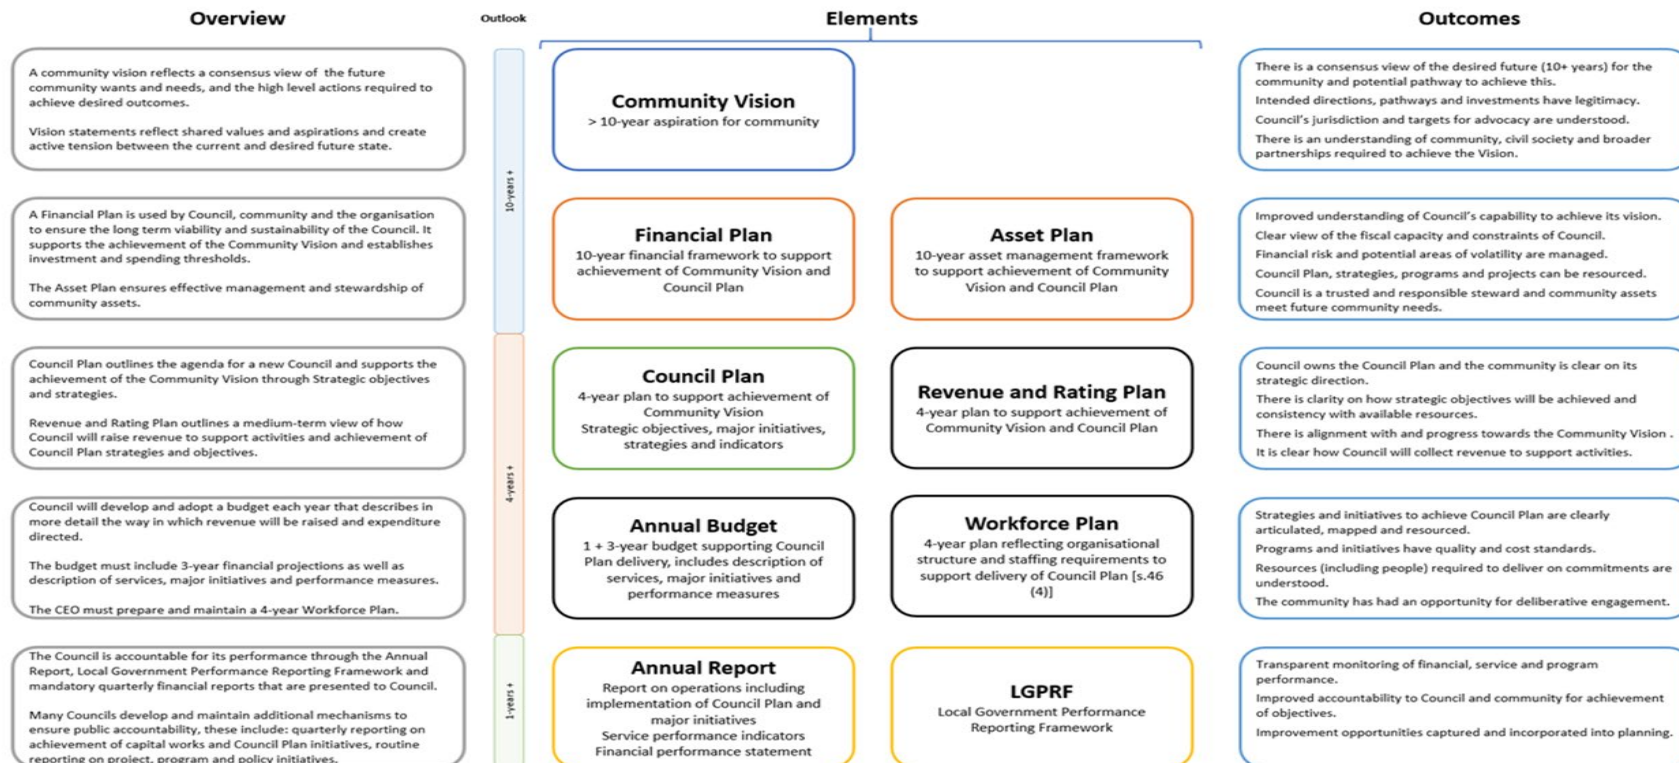 Overview
Outlook
Elements
Outcomes
A community vision reflects a consensus view of the future
community wants and needs, and the high level actions required to
achieve desired outcomes.
Vision statements reflect shared values and aspirations and create
active tension between the current and desired future state.
10-years +
Community Vision
> 10-year aspiration for community
There is a consensus view of the desired future (10+ years) for the
community and potential pathway to achieve this.
Intended directions, pathways and investments have legitimacy.
Council's jurisdiction and targets for advocacy are understood.
There is an understanding of community, civil society and broader
partnerships required to achieve the Vision.
A Financial Plan is used by Council, community and the organisation
to ensure the long term viability and sustainability of the Council. It
supports the achievement of the Community Vision and establishes
investment and spending thresholds.
The Asset Plan ensures effective management and stewardship of
community assets.
Financial Plan
10-year financial framework to support
achievement of Community Vision and
Council Plan
Asset Plan
10-year asset management framework
to support achievement of Community
Vision and Council Plan
Improved understanding of Council's capability to achieve its vision.
Clear view of the fiscal capacity and constraints of Council.
Financial risk and potential areas of volatility are managed.
Council Plan, strategies, programs and projects can be resourced.
Council is a trusted and responsible steward and community assets
meet future community needs.
Council Plan outlines the agenda for a new Council and supports the
achievement of the Community Vision through Strategic objectives
and strategies.
Revenue and Rating Plan outlines a medium-term view of how
Council will raise revenue to support activities and achievement of
Council Plan strategies and objectives.
4-years +
Council Plan
4-year plan to support achievement of
Community Vision
Strategic objectives, major initiatives,
strategies and indicators
Revenue and Rating Plan
4-year plan to support achievement of
Community Vision and Council Plan
Council owns the Council Plan and the community is clear on its
strategic direction.
There is clarity on how strategic objectives will be achieved and
consistency with available resources.
There is alignment with and progress towards the Community Vision .
It is clear how Council will collect revenue to support activities.
Council will develop and adopt a budget each year that describes in
more detail the way in which revenue will be raised and expenditure
directed.
The budget must include 3-year financial projections as well as
description of services, major initiatives and performance measures.
The CEO must prepare and maintain a 4-year Workforce Plan.
Annual Budget
1 + 3-year budget supporting Council
Plan delivery, includes description of
services, major initiatives and
performance measures
Workforce Plan
4-year plan reflecting organisational
structure and staffing requirements to
support delivery of Council Plan [s.46
(4)]
Strategies and initiatives to achieve Council Plan are clearly
articulated, mapped and resourced.
Programs and initiatives have quality and cost standards.
Resources (including people) required to deliver on commitments are
understood.
The community has had an opportunity for deliberative engagement.
The Council is accountable for its performance through the Annual
Report, Local Government Performance Reporting Framework and
mandatory quarterly financial reports that are presented to Council.
Many Councils develop and maintain additional mechanisms to
ensure public accountability, these include: quarterly reporting on
achievement of capital works and Council Plan initiatives, routine
reporting on project, program and policy initiatives.
1-years +
Annual Report
Report on operations including
implementation of Council Plan and
major initiatives
Service performance indicators
Financial performance statement
LGPRF
Local Government Performance
Reporting Framework
Transparent monitoring of financial, service and program
performance.
Improved accountability to Council and community for achievement
of objectives.
Improvement opportunities captured and incorporated into planning.